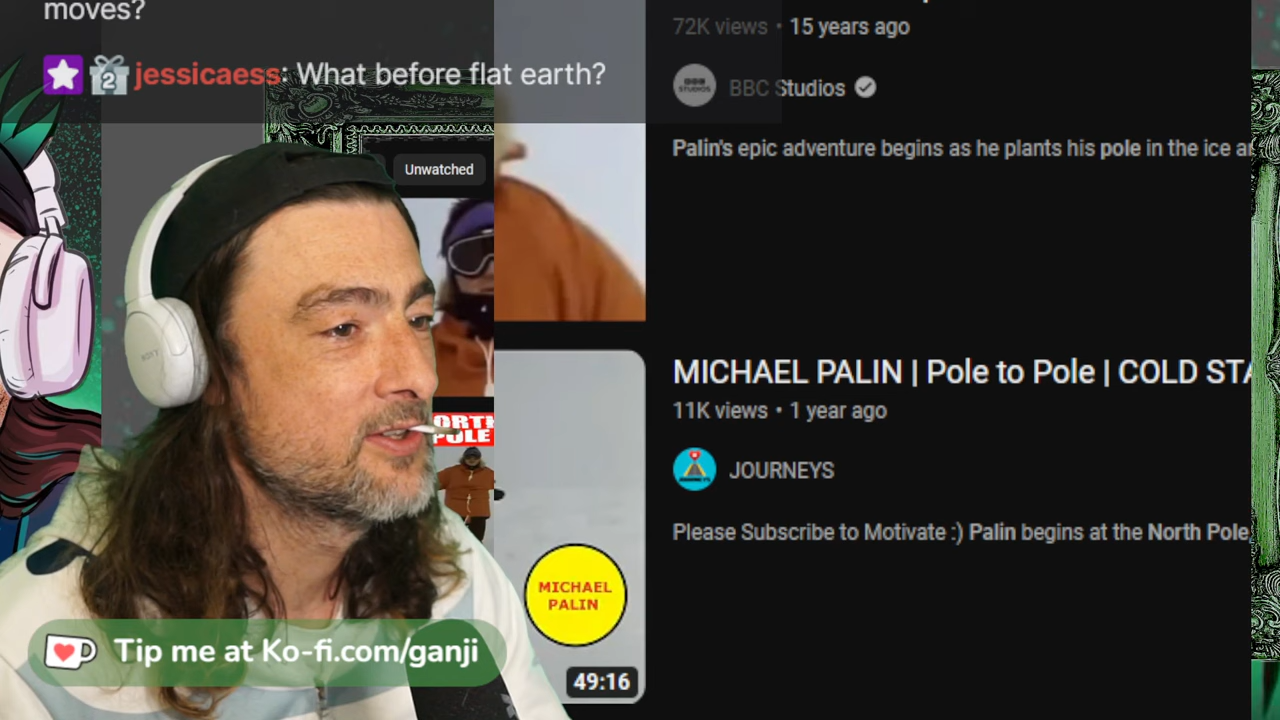 moves?
72K views • 15 years ago
2 jessicaess: What before flat earth?
BBC Studios
Unwatched
Palin's epic adventure begins as he plants his pole in the ice
MICHAEL PALIN | Pole to Pole | COLD
11K views • 1 year ago
POLE
JOURNEYS
Please Subscribe to Motivate :) Palin begins at the North Pole,
MICHAEL
PALIN
Tip me at Ko-fi.com/ganji
49:16